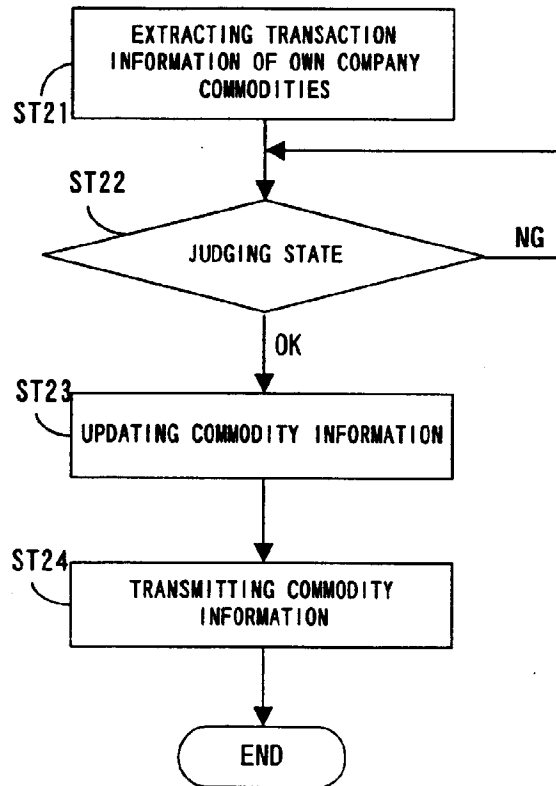 EXTRACTING TRANSACTION
INFORMATION OF OWN COMPANY
COMMODITIES
ST21
ST22
JUDGING STATE
NG
OK
ST23
UPDATING COMMODITY INFORMATION
ST24
TRANSMITTING COMMODITY
INFORMATION
END